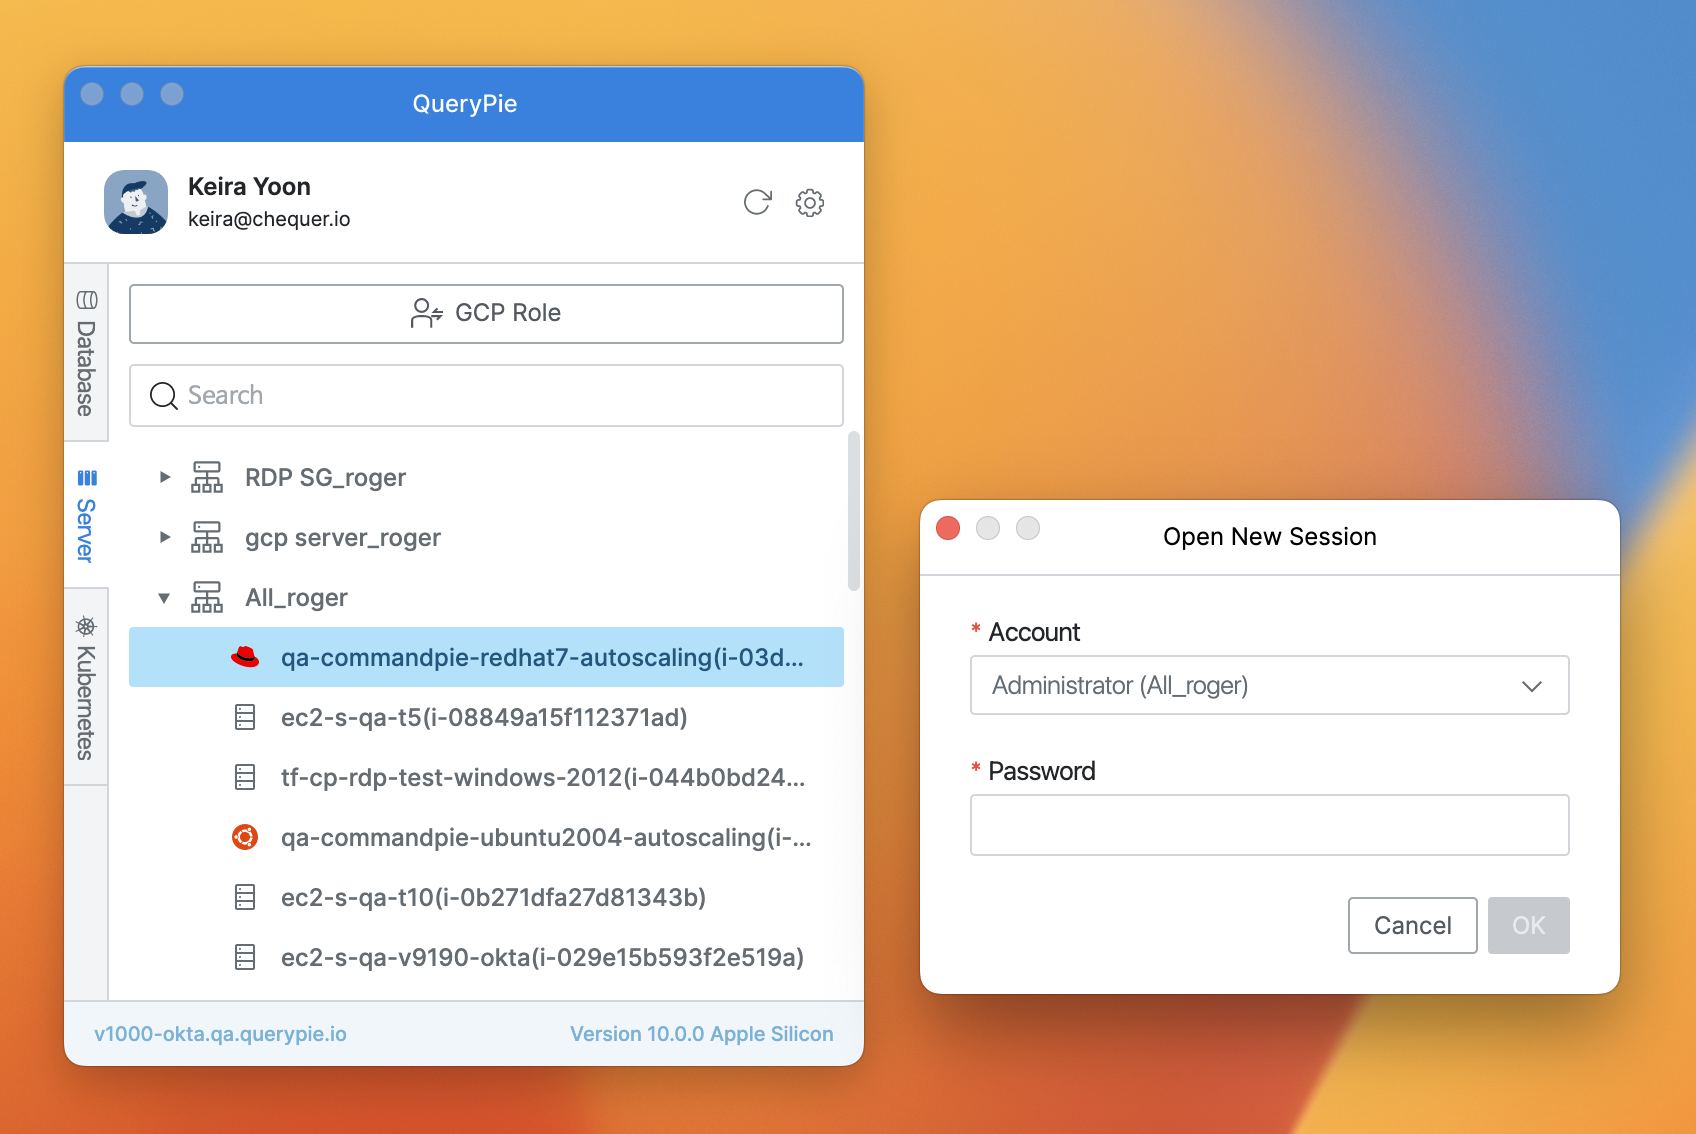 QueryPie
Keira Yoon
keira@chequer.io
Database
Server
Kubernetes
GCP Role
Search
RDP SG_roger
gcp server_roger
All_roger
qa-commandpie-redhat7-autoscaling(i-03d...
ec2-s-qa-t5(i-08849a15f112371ad)
tf-cp-rdp-test-windows-2012(i-044b0bd24...
qa-commandpie-ubuntu2004-autoscaling(i-...
ec2-s-qa-t10(i-0b271dfa27d81343b)
ec2-s-qa-v9190-okta(i-029e15b593f2e519a)
v1000-okta.qa.querypie.io
Version 10.0.0 Apple Silicon
Open New Session
* Account
Administrator (All_roger)
* Password
Cancel
OK